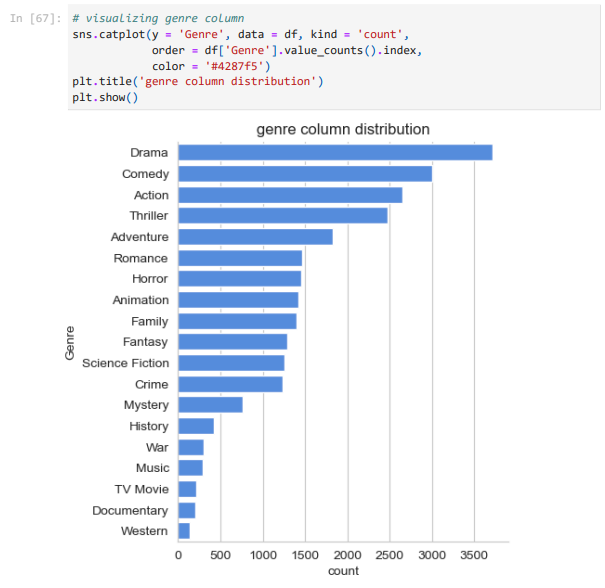 In [67]:
# visualizing genre column
sns.catplot(y = 'Genre', data = df, kind = 'count',
order = df['Genre'].value_counts().index,
color = '#4287f5')
plt.title('genre column distribution')
plt.show()
genre column distribution
Drama
Comedy
Action
Thriller
Adventure
Romance
Horror
Animation
Family
Fantasy
Science Fiction
Crime
Mystery
History
War
Music
TV Movie
Documentary
Western
Genre
0 500 1000 1500 2000 2500 3000 3500
count